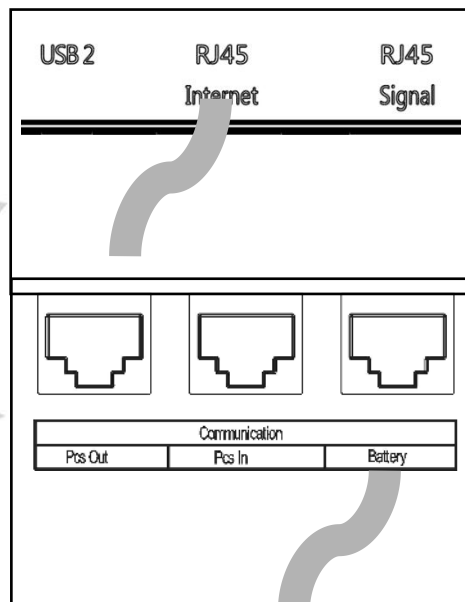 USB 2 RJ45 RJ45
Internet Signal
Communication
Pcs Out Pcs In Battery